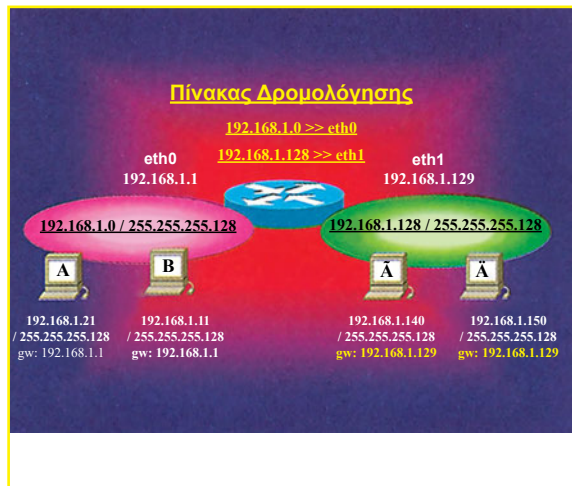 Πίνακας Δρομολόγησης
192.168.1.0 >> eth0
192.168.1.128 >> eth1
eth0
192.168.1.1
eth1
192.168.1.129
192.168.1.0 / 255.255.255.128
192.168.1.128 / 255.255.255.128
A
B
Ã
Ä
192.168.1.21
/ 255.255.255.128
gw: 192.168.1.1
192.168.1.11
/ 255.255.255.128
gw: 192.168.1.1
192.168.1.140
/ 255.255.255.128
gw: 192.168.1.129
192.168.1.150
/ 255.255.255.128
gw: 192.168.1.129